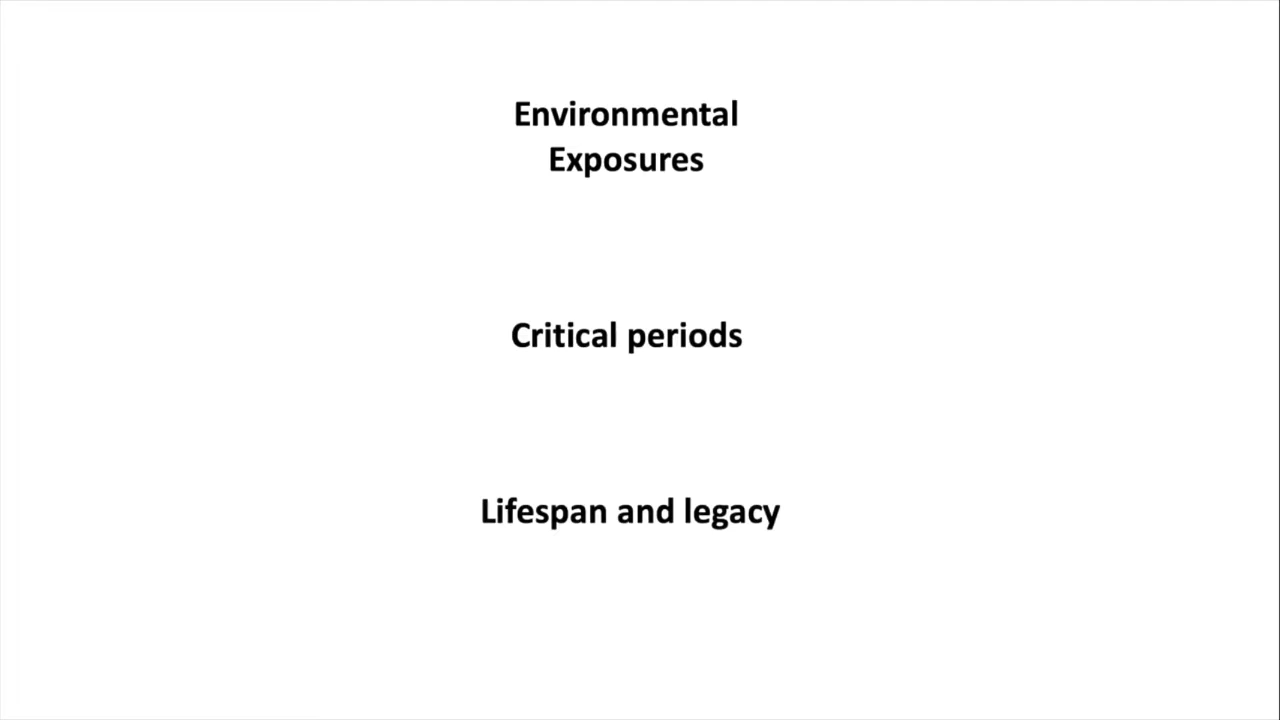 Environmental
Exposures
Critical periods
Lifespan and legacy